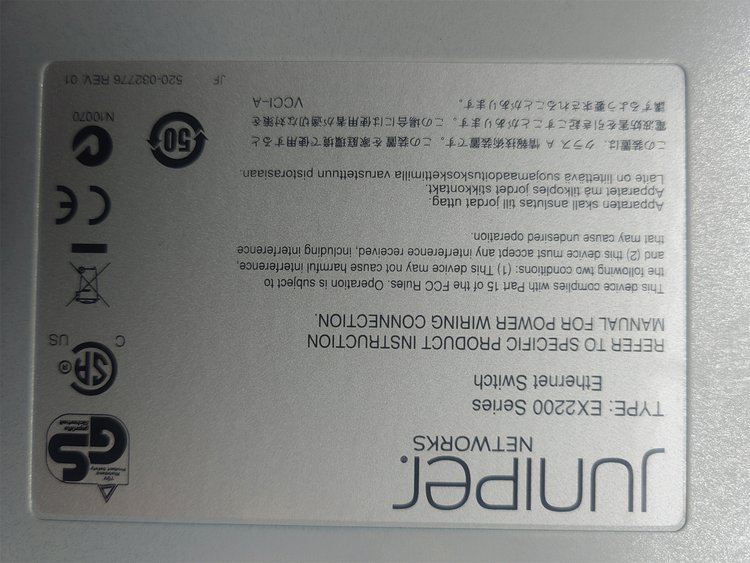 JUNIPER
NETWORKS
TYPE: EX2200 Series
Ethernet Switch
REFER TO SPECIFIC PRODUCT INSTRUCTION
MANUAL FOR POWER WIRING CONNECTION.
This device complies with Part 15 of the FCC Rules. Operation is subject to
the following two conditions: (1) This device may not cause harmful interference,
and (2) this device must accept any interference received, including interference
that may cause undesired operation.
Apparaten skall anslutas till jordat uttag.
Apparatet må tilkoples jordet stikkontakt.
Laite on liitettävä suojamaadoituskoskettimilla varustettuun pistorasiaan.
この装置は、クラス A 情報技術装置です。この装置を家庭環境で使用すると
電波妨害を引き起こすことがあります。この場合には使用者が適切な対策を
講ずるよう要求されることがあります。
VCCI-A
TÜV
GS
geprüfte
Sicherheit
C
SA
US
CE
N10070
50
JF
520-032776 REV. 01